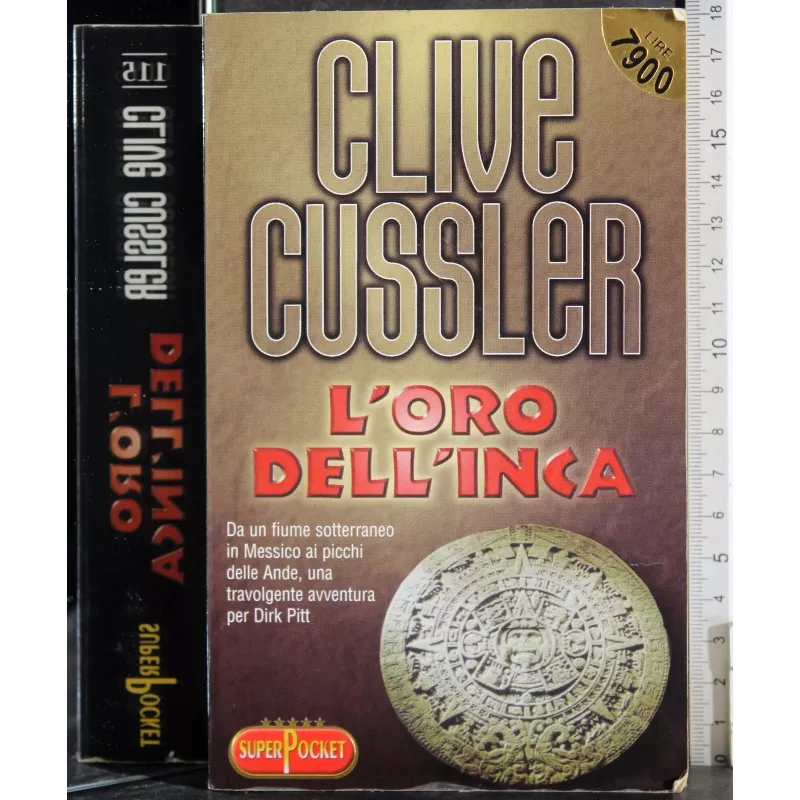 CLIVE
CUSSLER
LIRE
7900
L'ORO
DELL'INCA
Da un fiume sotterraneo
in Messico ai picchi
delle Ande, una
travolgente avventura
per Dirk Pitt
SUPERPOCKET
115
CLIVE CUSSLER
L'ORO
DELL'INCA
SUPERPOCKET
18
17
16
15
14
13
12
11
10
9
8
7
6
5
4
3
2
1
0